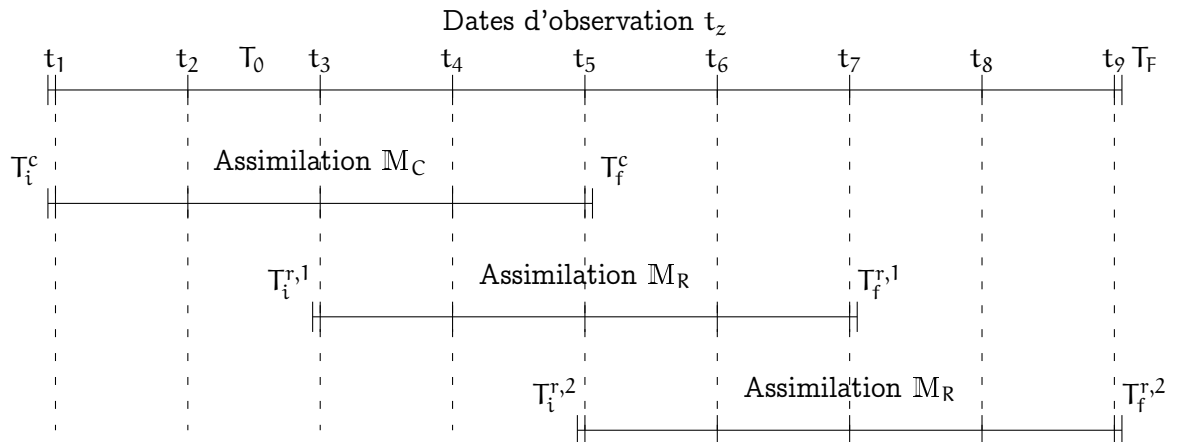 Dates d'observation t_z
t_1 t_2 T_0 t_3 t_4 t_5 t_6 t_7 t_8 t_9 T_F
T_i^c Assimilation 𝕄_C T_f^c
T_i^{r,1} Assimilation 𝕄_R T_f^{r,1}
T_i^{r,2} Assimilation 𝕄_R T_f^{r,2}